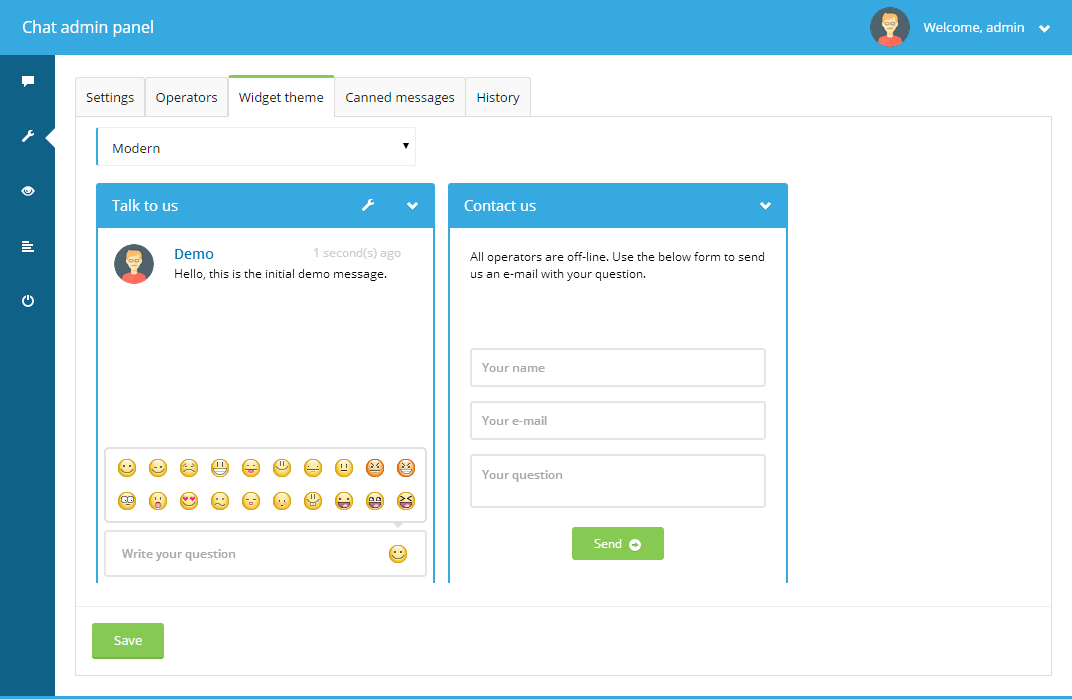 Chat admin panel
Welcome, admin
Settings
Operators
Widget theme
Canned messages
History
Modern
Talk to us
Demo
1 second(s) ago
Hello, this is the initial demo message.
Write your question
Contact us
All operators are off-line. Use the below form to send
us an e-mail with your question.
Your name
Your e-mail
Your question
Send
Save